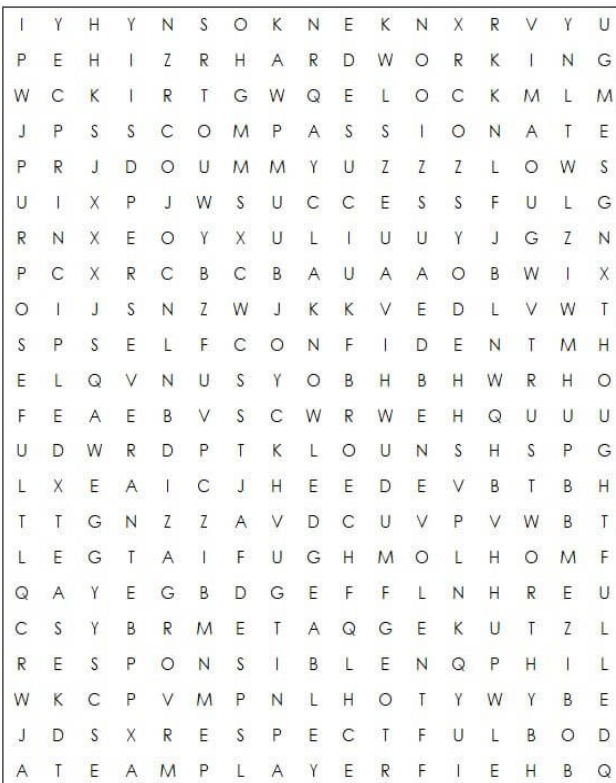 I Y H Y N S O K N E K N X R V Y U
P E H I Z R H A R D W O R K I N G
W C K I R T G W Q E L O C K M L M
J P S S C O M P A S S I O N A T E
P R J D O U M M Y U Z Z Z L O W S
U I X P J W S U C C E S S F U L G
R N X E O Y X U L I U U Y J G Z N
P C X R C B C B A U A A O B W I X
O I J S N Z W J K K V E D L V W T
S P S E L F C O N F I D E N T M H
E L Q V N U S Y O B H B H W R H O
F E A E B V S C W R W E H Q U U U
U D W R D P T K L O U N S H S P G
L X E A I C J H E E D E V B T B H
T T G N Z Z A V D C U V P V W B T
L E G T A I F U G H M O L H O M F
Q A Y E G B D G E F F L N H R E U
C S Y B R M E T A Q G E K U T Z L
R E S P O N S I B L E N Q P H I L
W K C P V M P N L H O T Y W Y B E
J D S X R E S P E C T F U L B O D
A T E A M P L A Y E R F I E H B Q